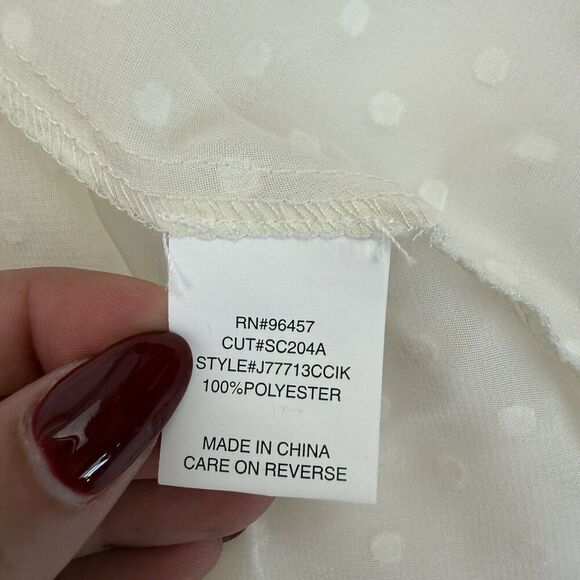 RN#96457
CUT#SC204A
STYLE#J77713CCIK
100%POLYESTER
MADE IN CHINA
CARE ON REVERSE